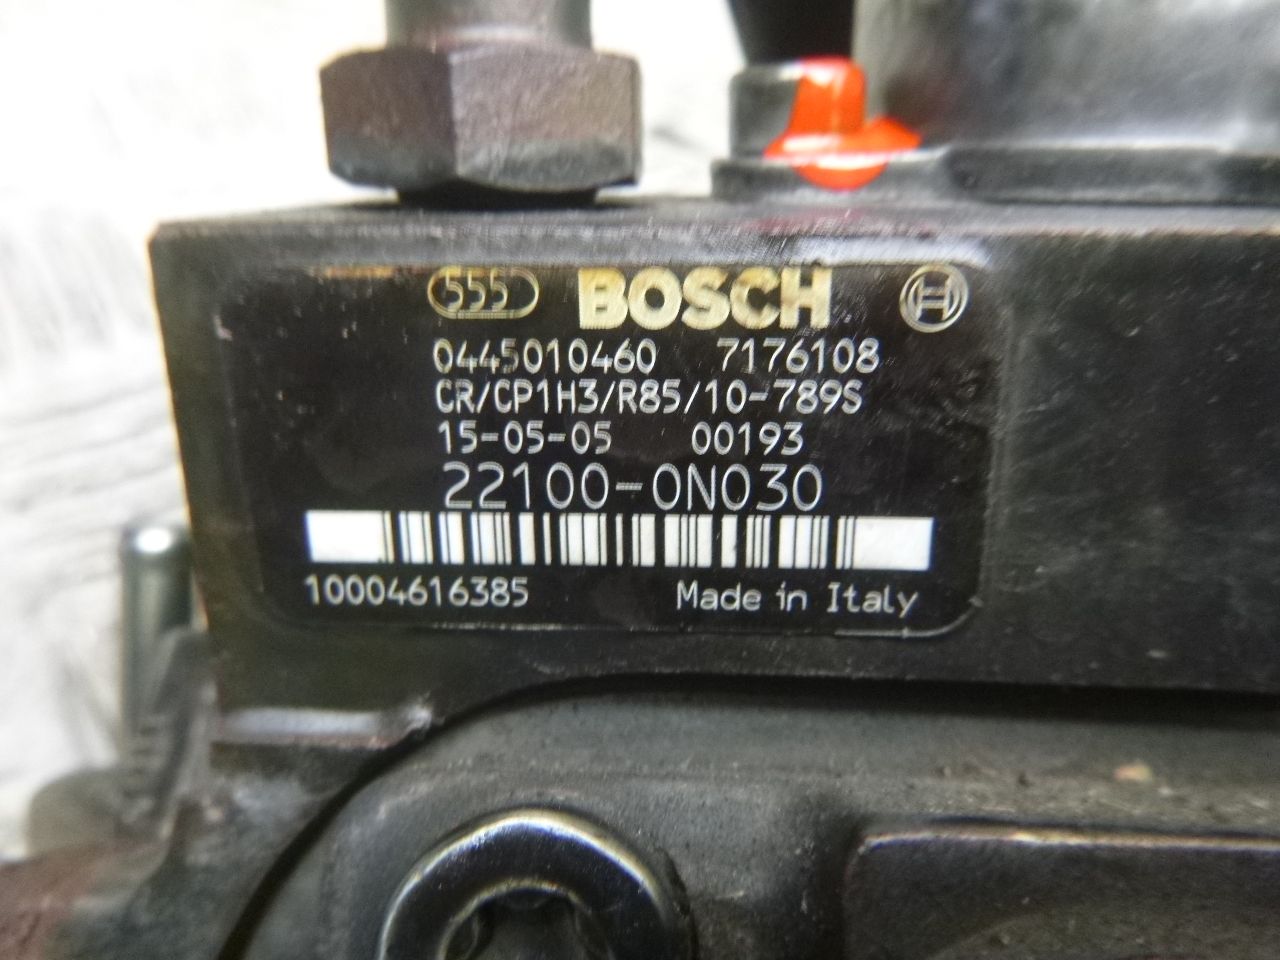 555 BOSCH
0445010460 7176108
CR/CP1H3/R85/10-789S
15-05-05 00193
22100-0N030
10004616385 Made in Italy